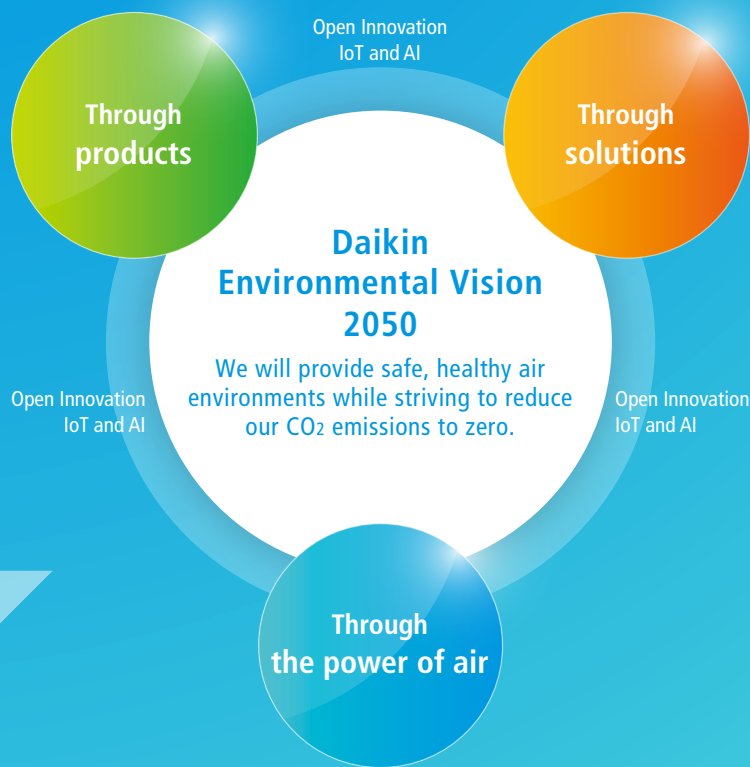 Open Innovation
IoT and AI
Through
products
Through
solutions
Daikin
Environmental Vision
2050
We will provide safe, healthy air
environments while striving to reduce
our CO2 emissions to zero.
Open Innovation
IoT and AI
Open Innovation
IoT and AI
Through
the power of air